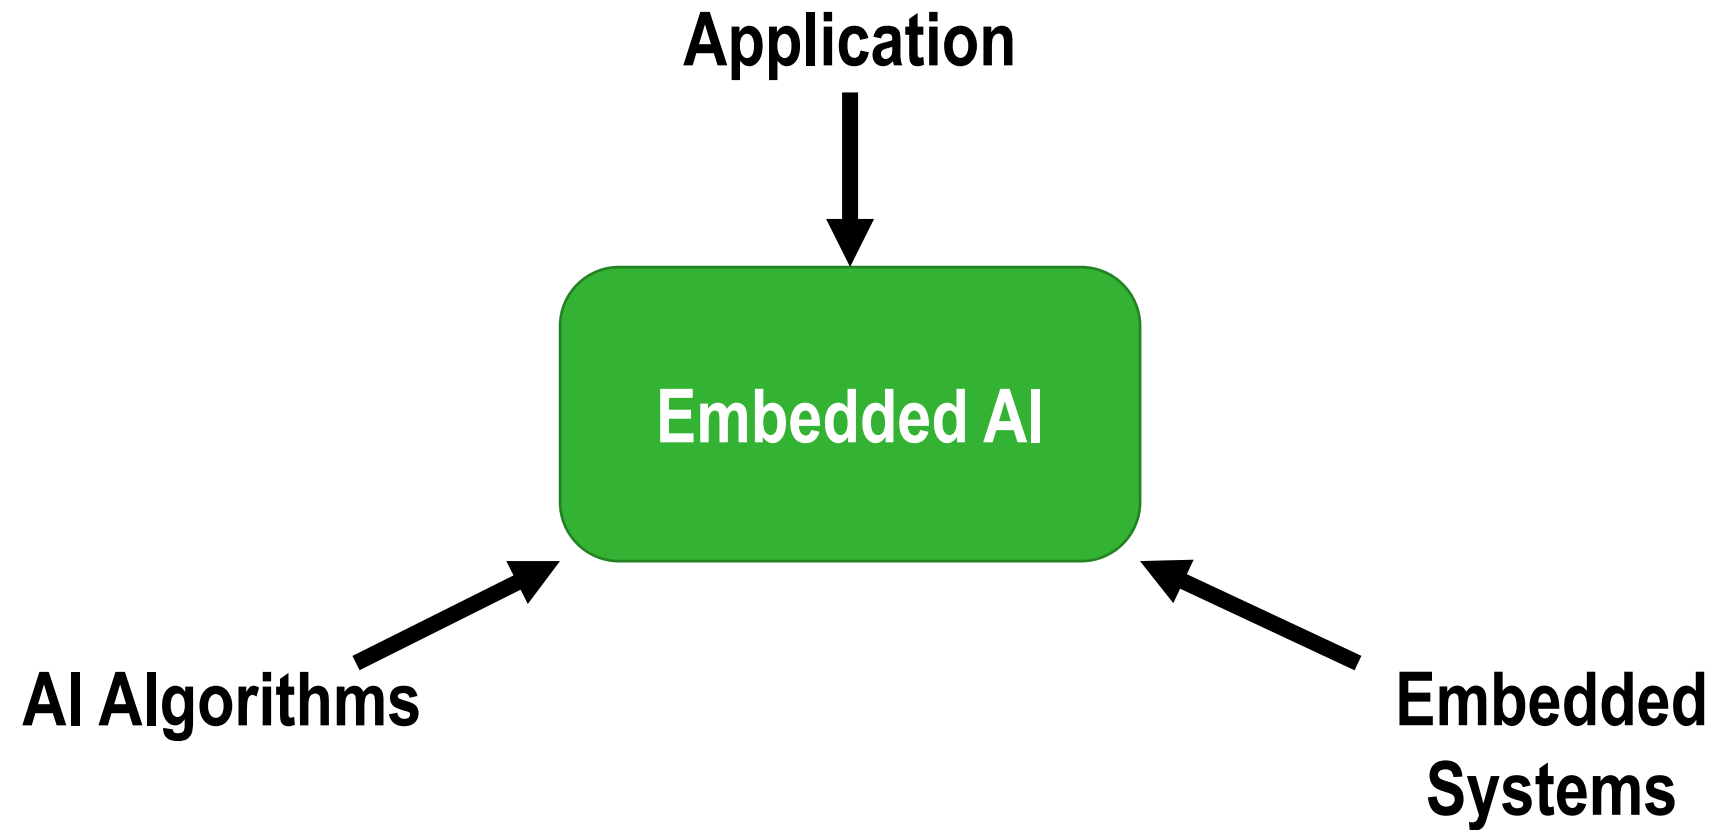 Application
Embedded AI
AI Algorithms
Embedded
Systems